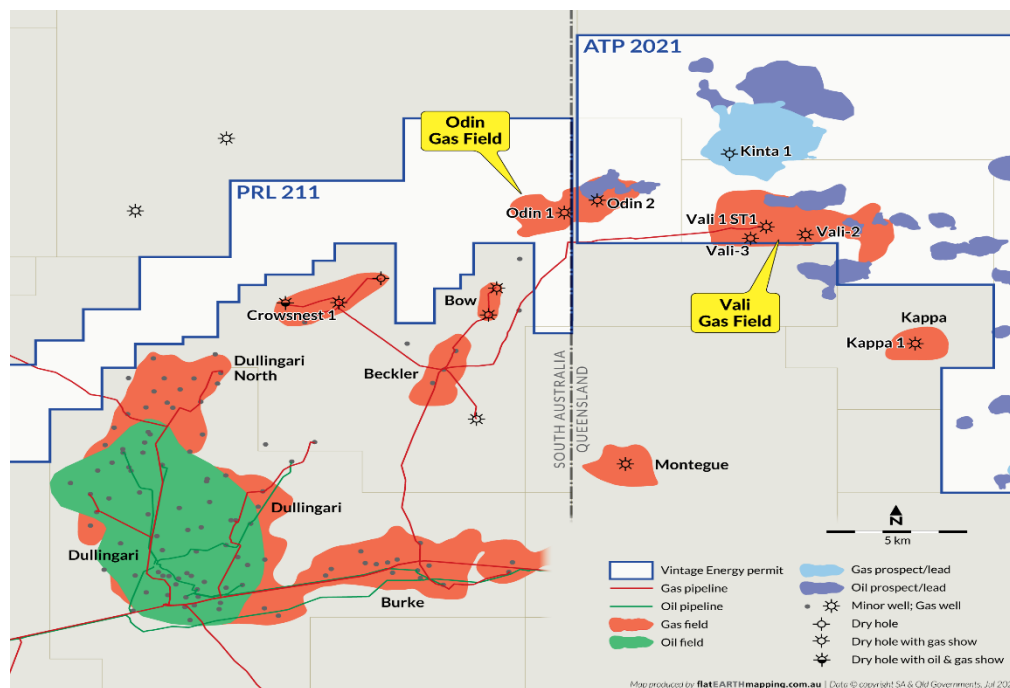 ATP 2021
Odin
Gas Field
Kinta 1
PRL 211
Odin 1
Odin 2
Vali 1 ST1
Vali-2
Vali-3
Bow
Crowsnest 1
Vali
Gas Field
Kappa
Kappa 1
Dullingari
North
Beckler
SOUTH AUSTRALIA
QUEENSLAND
Montegue
Dullingari
Dullingari
Burke
N
5 km
Vintage Energy permit
Gas pipeline
Oil pipeline
Gas field
Oil field
Gas prospect/lead
Oil prospect/lead
Minor well; Gas well
Dry hole
Dry hole with gas show
Dry hole with oil & gas show
Map produced by flatEARTHmapping.com.au | Data © copyright SA & Qld Governments, Jul